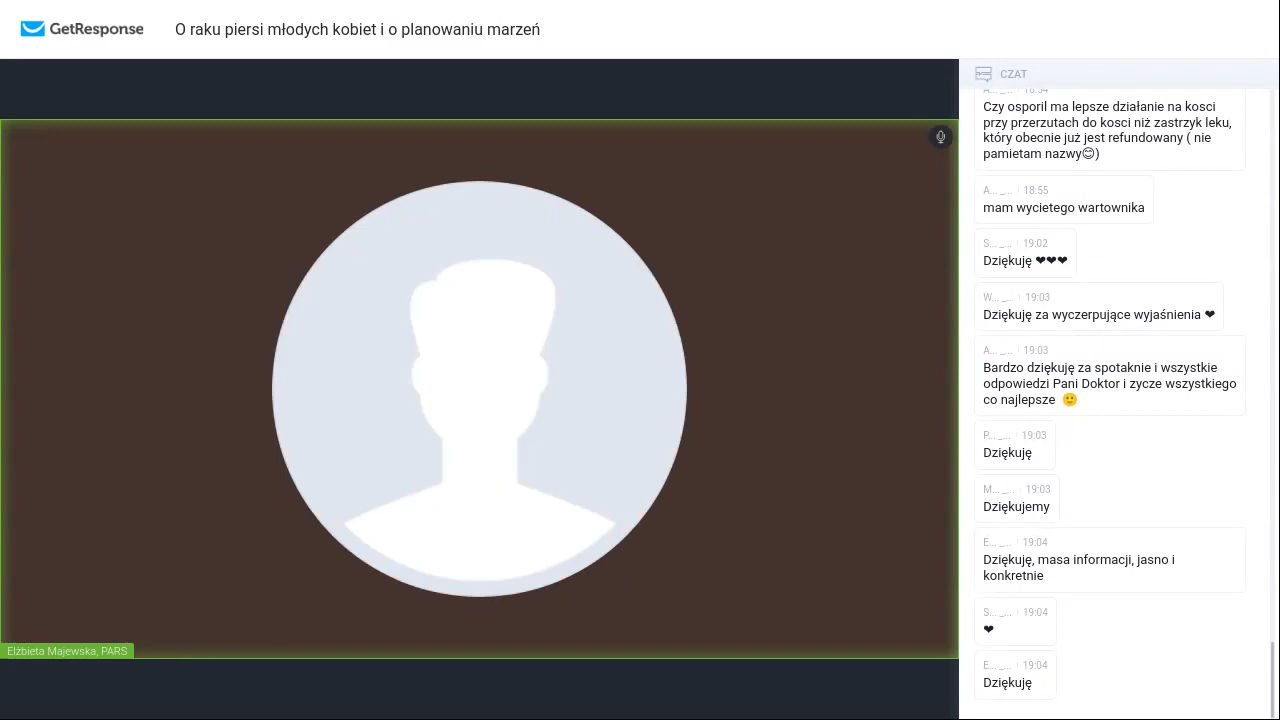 GetResponse
O raku piersi młodych kobiet i o planowaniu marzeń
CZAT
Czy osporil ma lepsze działanie na kosci
przy przerzutach do kosci niż zastrzyk leku,
który obecnie już jest refundowany ( nie
pamietam nazwy😊)
A... _... 18:55
mam wycietego wartownika
S... _... 19:02
Dziękuję ❤❤❤
W... _... 19:03
Dziękuję za wyczerpujące wyjaśnienia ❤
A... _... 19:03
Bardzo dziękuję za spotaknie i wszystkie
odpowiedzi Pani Doktor i zycze wszystkiego
co najlepsze 🙂
P... _... 19:03
Dziękuję
M... _... 19:03
Dziękujemy
E... _... 19:04
Dziękuję, masa informacji, jasno i
konkretnie
S... _... 19:04
❤
E... _... 19:04
Dziękuję
Elżbieta Majewska, PARS